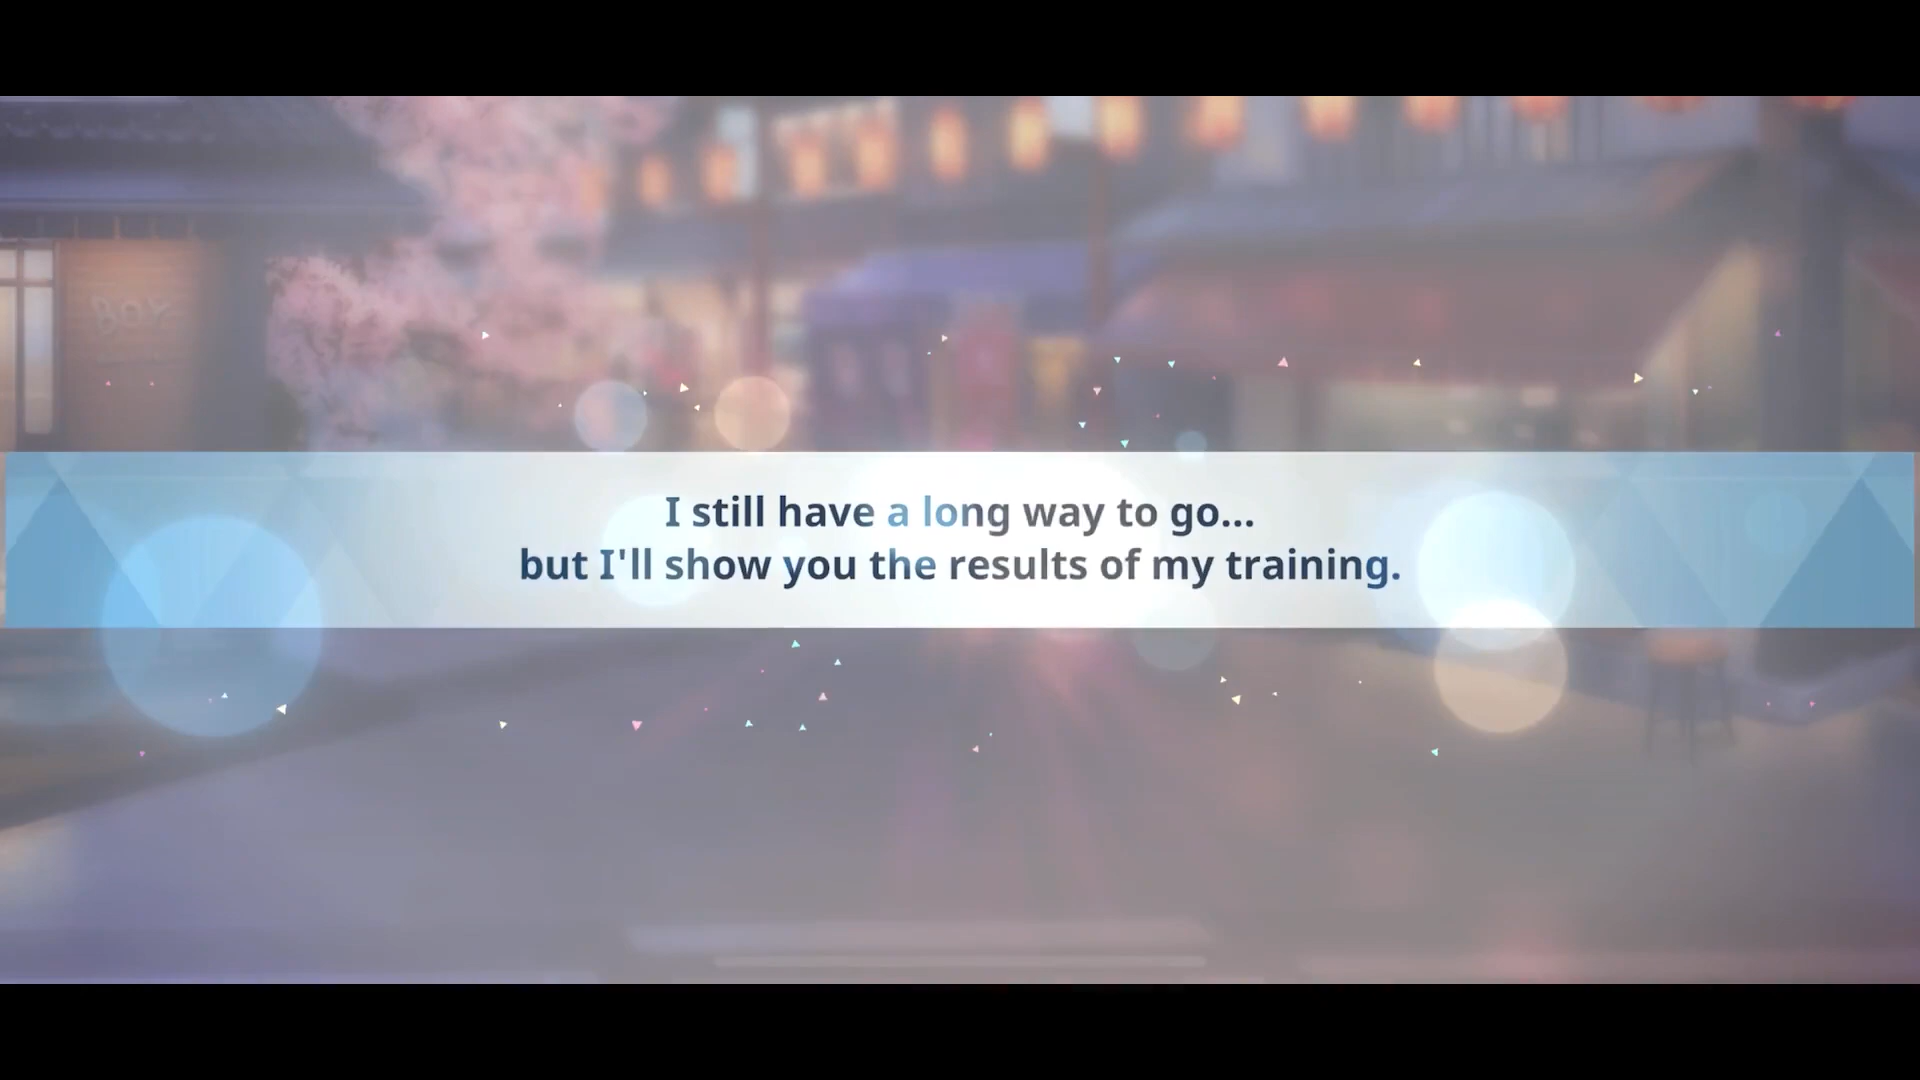 I still have a long way to go...
but I'll show you the results of my training.